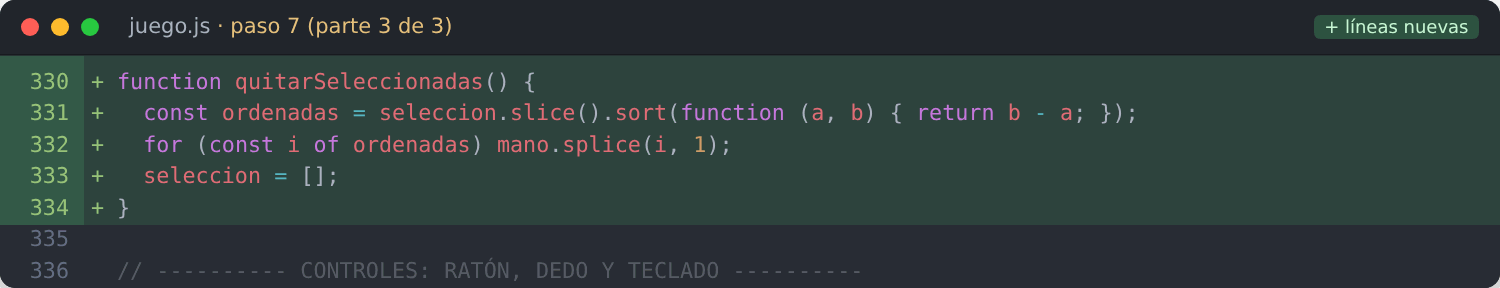 juego.js · paso 7 (parte 3 de 3)
+ líneas nuevas
330 + function quitarSeleccionadas() {
331 +   const ordenadas = seleccion.slice().sort(function (a, b) { return b - a; });
332 +   for (const i of ordenadas) mano.splice(i, 1);
333 +   seleccion = [];
334 + }
335
336   // ---------- CONTROLES: RATÓN, DEDO Y TECLADO ----------